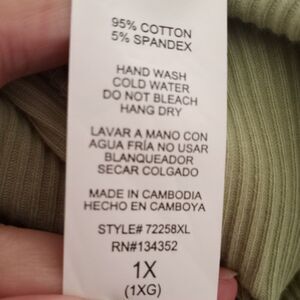 95% COTTON
5% SPANDEX
HAND WASH
COLD WATER
DO NOT BLEACH
HANG DRY
LAVAR A MANO CON
AGUA FRÍA NO USAR
BLANQUEADOR
SECAR COLGADO
MADE IN CAMBODIA
HECHO EN CAMBOYA
STYLE# 72258XL
RN#134352
1X
(1XG)